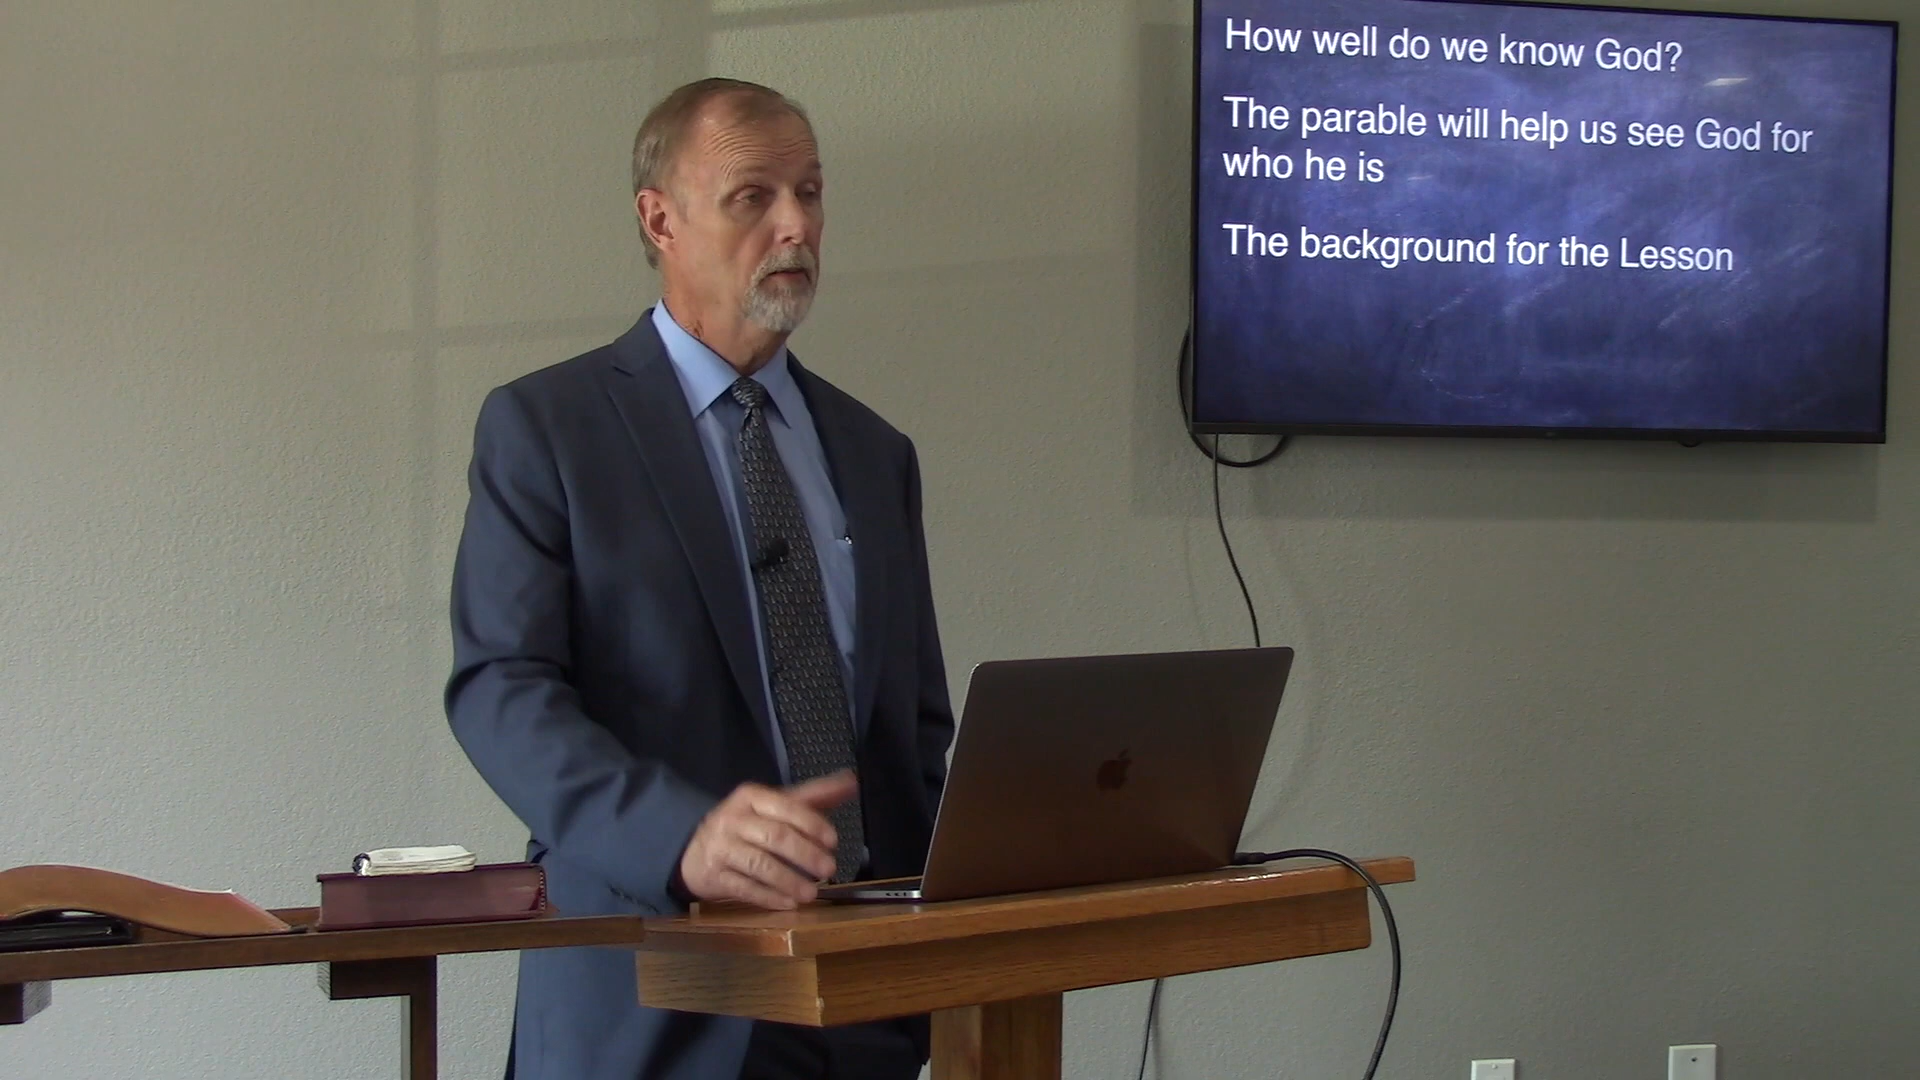 How well do we know God?
The parable will help us see God for
who he is
The background for the Lesson